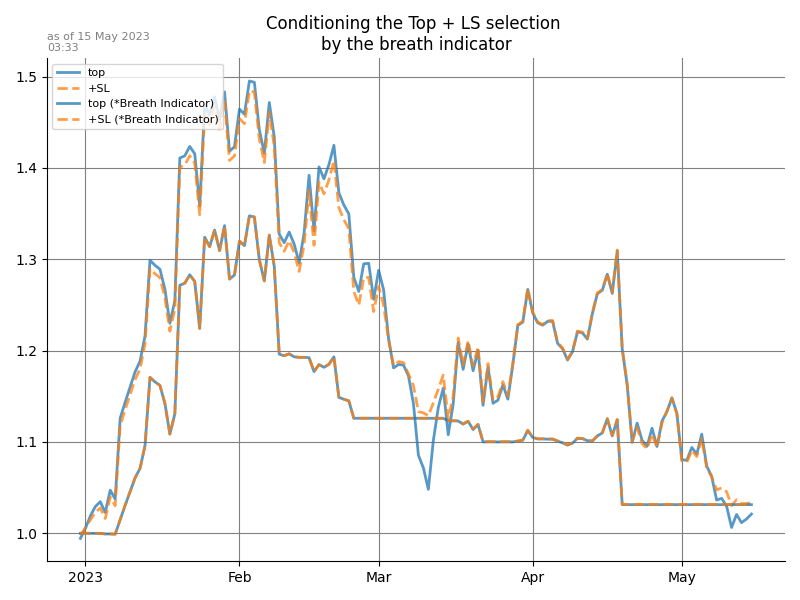 Conditioning the Top + LS selection
by the breath indicator
as of 15 May 2023
03:33
top
+SL
top (*Breath Indicator)
+SL (*Breath Indicator)
1.5
1.4
1.3
1.2
1.1
1.0
2023 Feb Mar Apr May